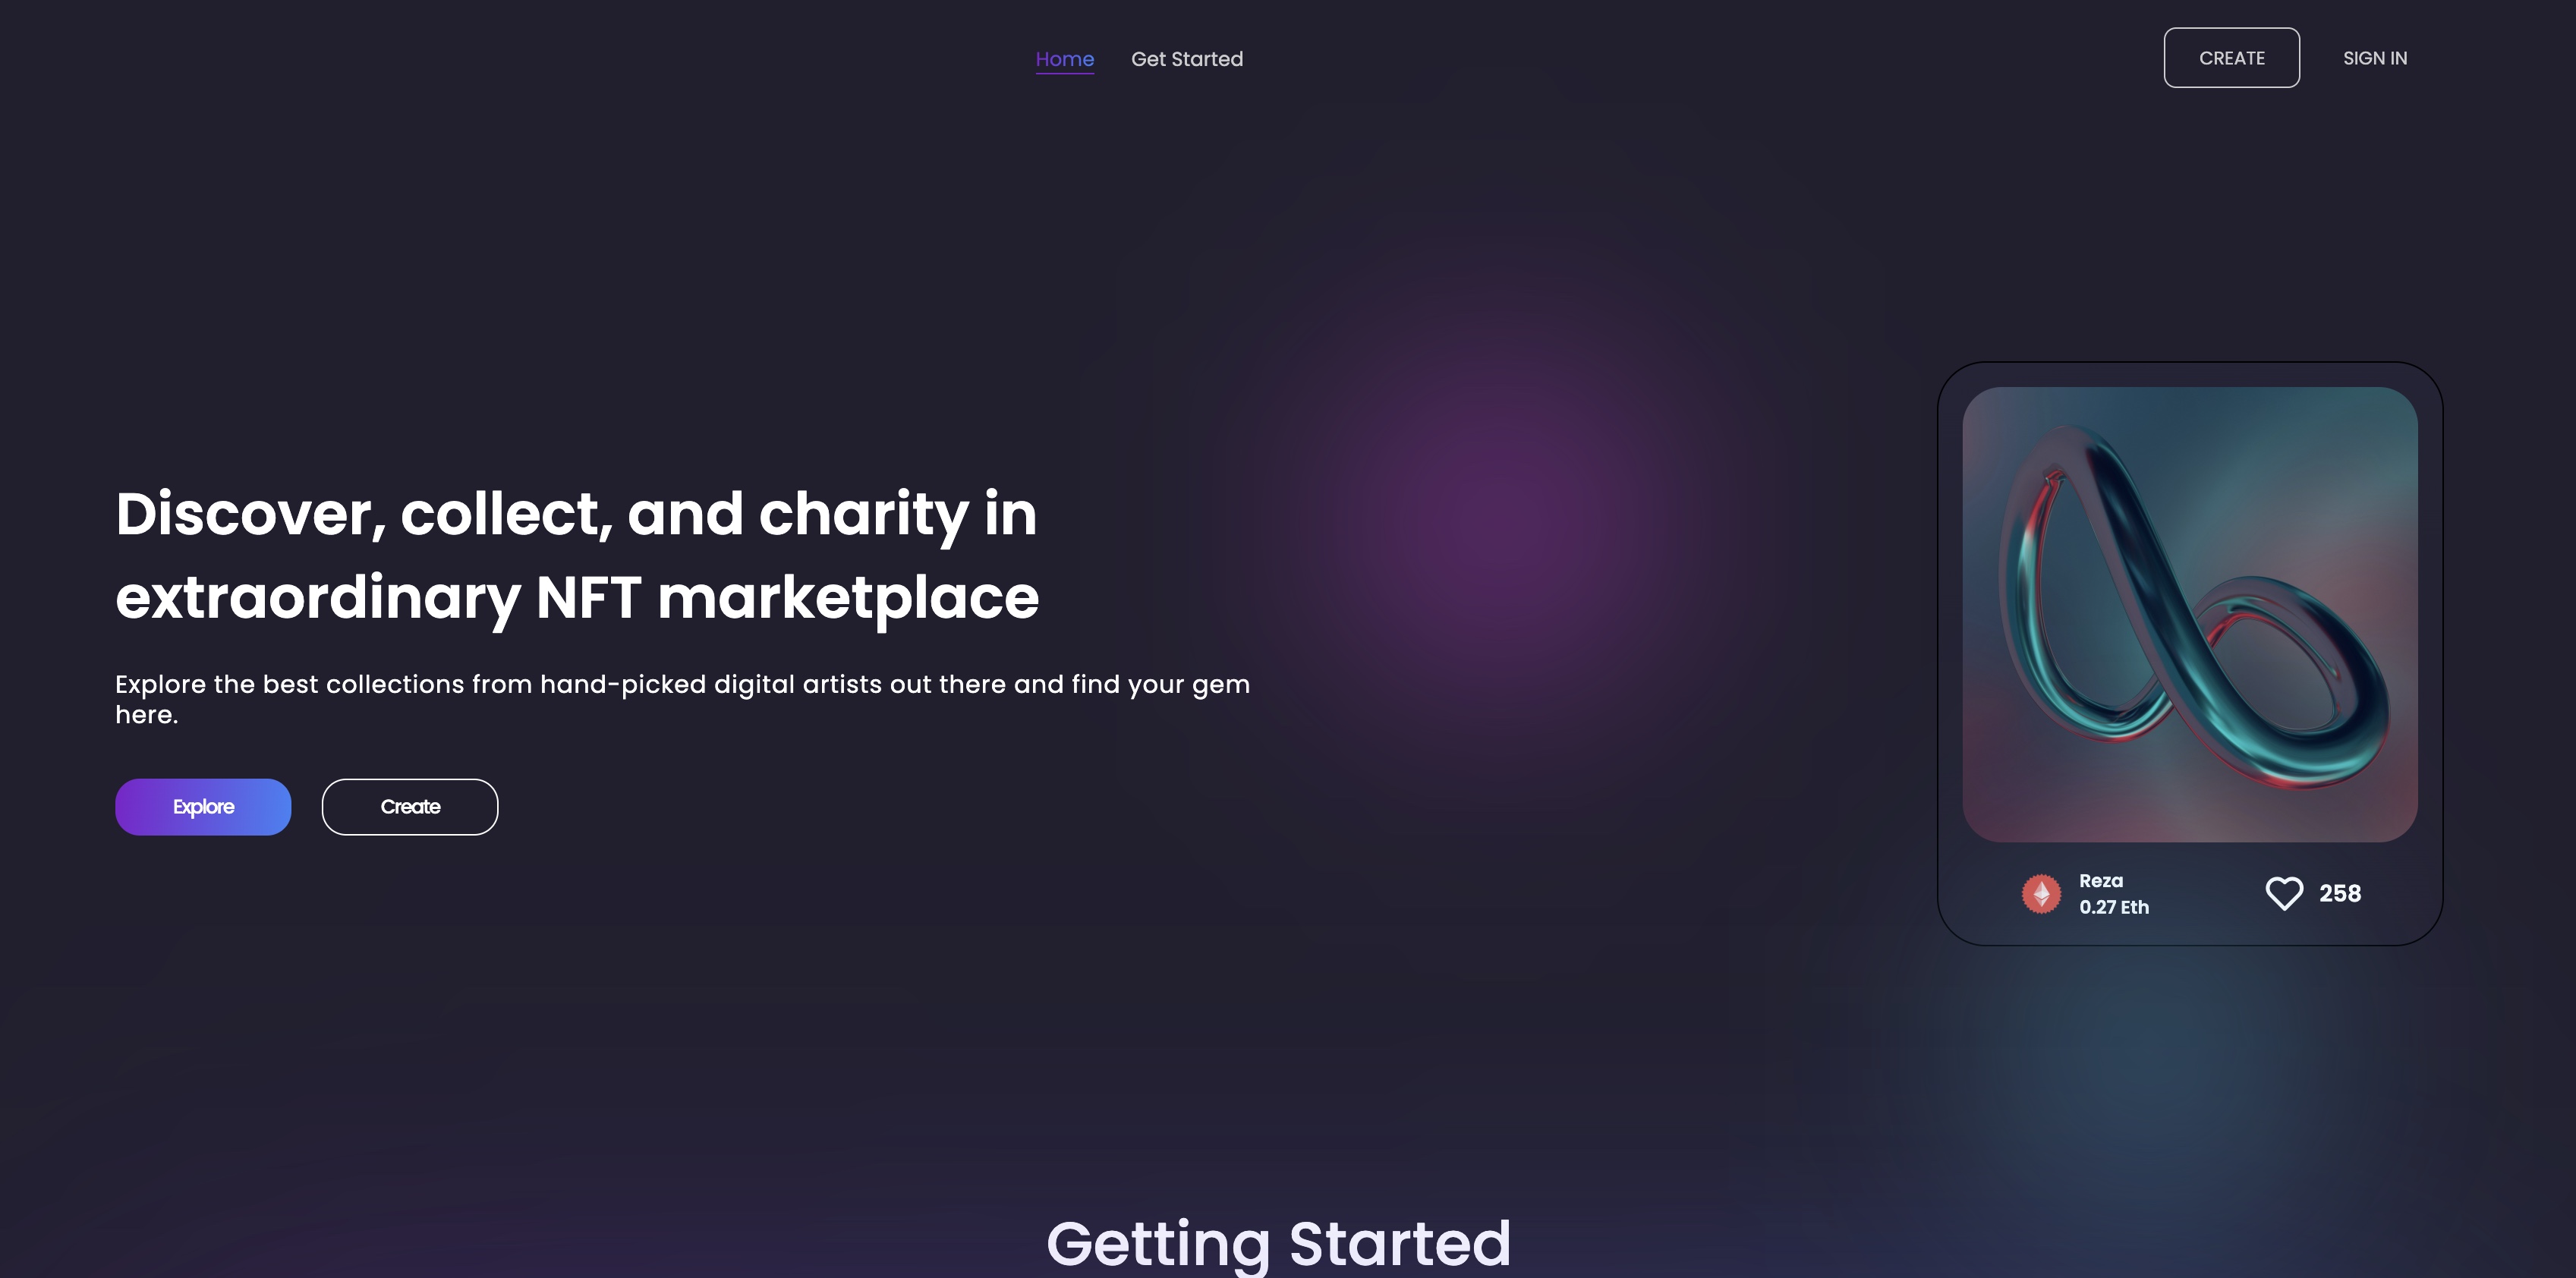 Home Get Started CREATE SIGN IN
Discover, collect, and charity in
extraordinary NFT marketplace
Explore the best collections from hand-picked digital artists out there and find your gem
here.
Explore Create
Reza
0.27 Eth
258
Getting Started